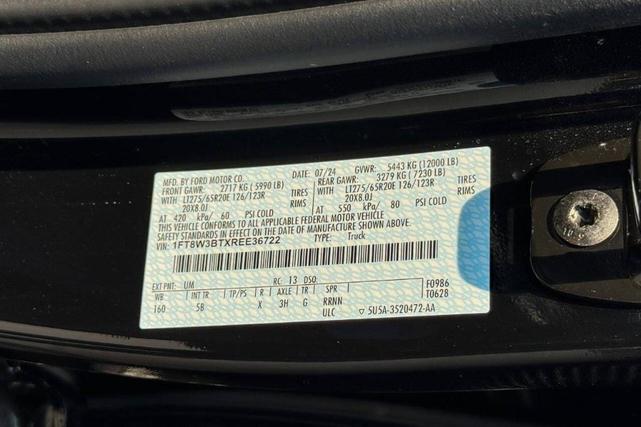 MFD. BY FORD MOTOR CO. DATE: 07/24 GVWR: 5443 KG (12000 LB)
FRONT GAWR: 2717 KG (5990 LB) REAR GAWR: 3279 KG (7230 LB)
WITH LT275/65R20E 126/123R TIRES WITH LT275/65R20E 126/123R TIRES
20X8.0J RIMS 20X8.0J RIMS
AT 420 kPa/ 60 PSI COLD AT 550 kPa/ 80 PSI COLD
THIS VEHICLE CONFORMS TO ALL APPLICABLE FEDERAL MOTOR VEHICLE
SAFETY STANDARDS IN EFFECT ON THE DATE OF MANUFACTURE SHOWN ABOVE.
VIN: 1FT8W3BTXREE36722 TYPE: Truck
EXT PNT: UM RC: 13 DSO: F0986
WB INT TR TP/PS R AXLE TR SPR T0628
160 5B X 3H G RRNN
ULC 5U5A-3520472-AA